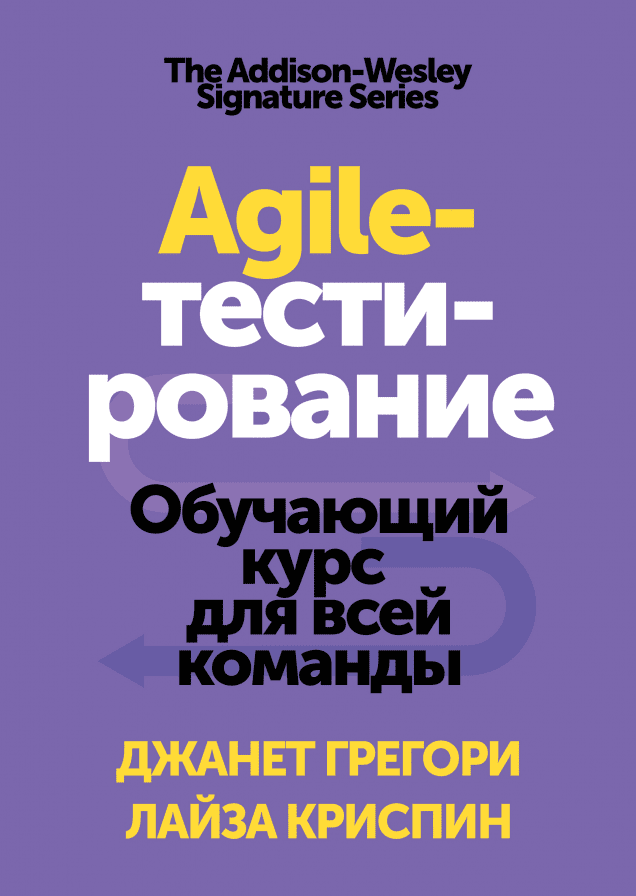 The Addison-Wesley
Signature Series
Agile-
тести-
рование
Обучающий
курс
для всей
команды
ДЖАНЕТ ГРЕГОРИ
ЛАЙЗА КРИСПИН